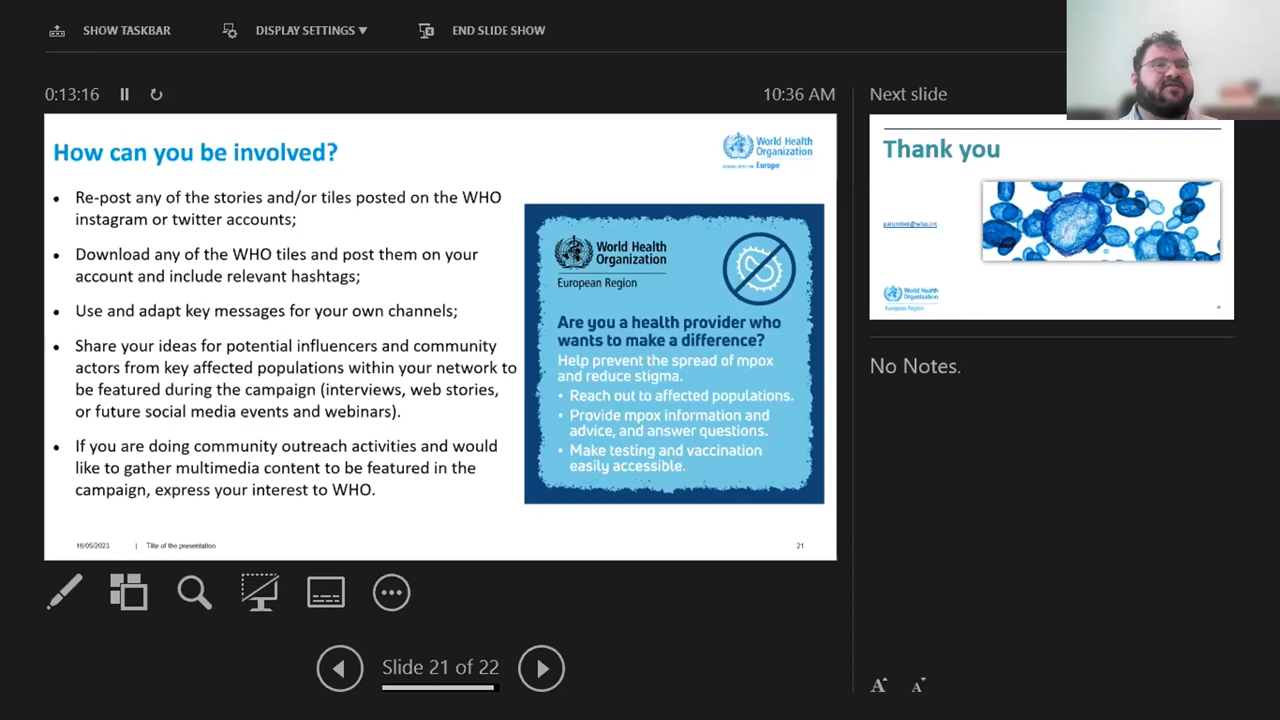 SHOW TASKBAR
DISPLAY SETTINGS
END SLIDE SHOW
0:13:16
10:36 AM
How can you be involved?
World Health
Organization
Europe
• Re-post any of the stories and/or tiles posted on the WHO
instagram or twitter accounts;
• Download any of the WHO tiles and post them on your
account and include relevant hashtags;
• Use and adapt key messages for your own channels;
• Share your ideas for potential influencers and community
actors from key affected populations within your network to
be featured during the campaign (interviews, web stories,
or future social media events and webinars).
• If you are doing community outreach activities and would
like to gather multimedia content to be featured in the
campaign, express your interest to WHO.
World Health
Organization
European Region
Are you a health provider who
wants to make a difference?
Help prevent the spread of mpox
and reduce stigma.
• Reach out to affected populations.
• Provide mpox information and
advice, and answer questions.
• Make testing and vaccination
easily accessible.
16/05/2023 | Title of the presentation
21
Next slide
Thank you
palumbol@who.int
World Health
Organization
European Region
No Notes.
Slide 21 of 22
A A